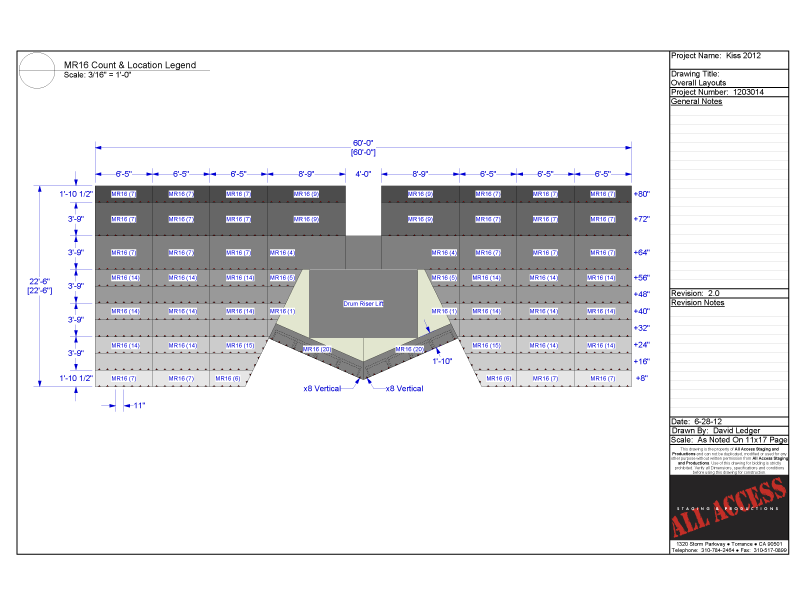 MR16 Count & Location Legend
Scale: 3/16" = 1'-0"
60'-0"
[60'-0"]
6'-5" 6'-5" 6'-5" 8'-9" 4'-0" 8'-9" 6'-5" 6'-5" 6'-5"
1'-10 1/2" MR16 (7) MR16 (7) MR16 (7) MR16 (9) MR16 (9) MR16 (7) MR16 (7) MR16 (7) +80"
3'-9" MR16 (7) MR16 (7) MR16 (7) MR16 (9) MR16 (9) MR16 (7) MR16 (7) MR16 (7) +72"
3'-9" MR16 (7) MR16 (7) MR16 (7) MR16 (4) MR16 (4) MR16 (7) MR16 (7) MR16 (7) +64"
MR16 (14) MR16 (14) MR16 (14) MR16 (5) MR16 (5) MR16 (14) MR16 (14) MR16 (14) +56"
22'-6"
[22'-6"]
3'-9"
+48"
Drum Riser Lift
MR16 (14) MR16 (14) MR16 (14) MR16 (1) MR16 (1) MR16 (14) MR16 (14) MR16 (14) +40"
3'-9"
+32"
MR16 (14) MR16 (14) MR16 (15) MR16 (20) MR16 (20) MR16 (15) MR16 (14) MR16 (14) +24"
3'-9"
1'-10"
+16"
1'-10 1/2" MR16 (7) MR16 (7) MR16 (6) MR16 (6) MR16 (7) MR16 (7) +8"
x8 Vertical x8 Vertical
11"
Project Name: Kiss 2012
Drawing Title:
Overall Layouts
Project Number: 1203014
General Notes
Revision: 2.0
Revision Notes
Date: 6-28-12
Drawn By: David Ledger
Scale: As Noted On 11x17 Page
This drawing is the property of All Access Staging and
Productions and can not be duplicated, modified or used for any
other purpose without written permission from All Access Staging
and Productions. Use of this drawing for bidding is strictly
prohibited. Verify all Dimensions, specifications and conditions
before using this drawing for construction.
ALL ACCESS
STAGING & PRODUCTIONS
1320 Storm Parkway ● Torrance ● CA 90501
Telephone: 310-784-2464 ● Fax: 310-517-0899